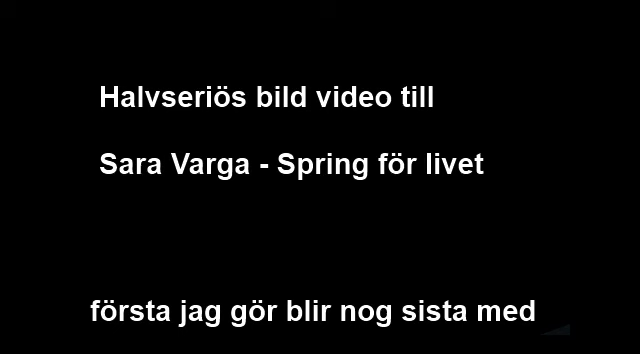 Halvseriös bild video till
Sara Varga - Spring för livet
första jag gör blir nog sista med